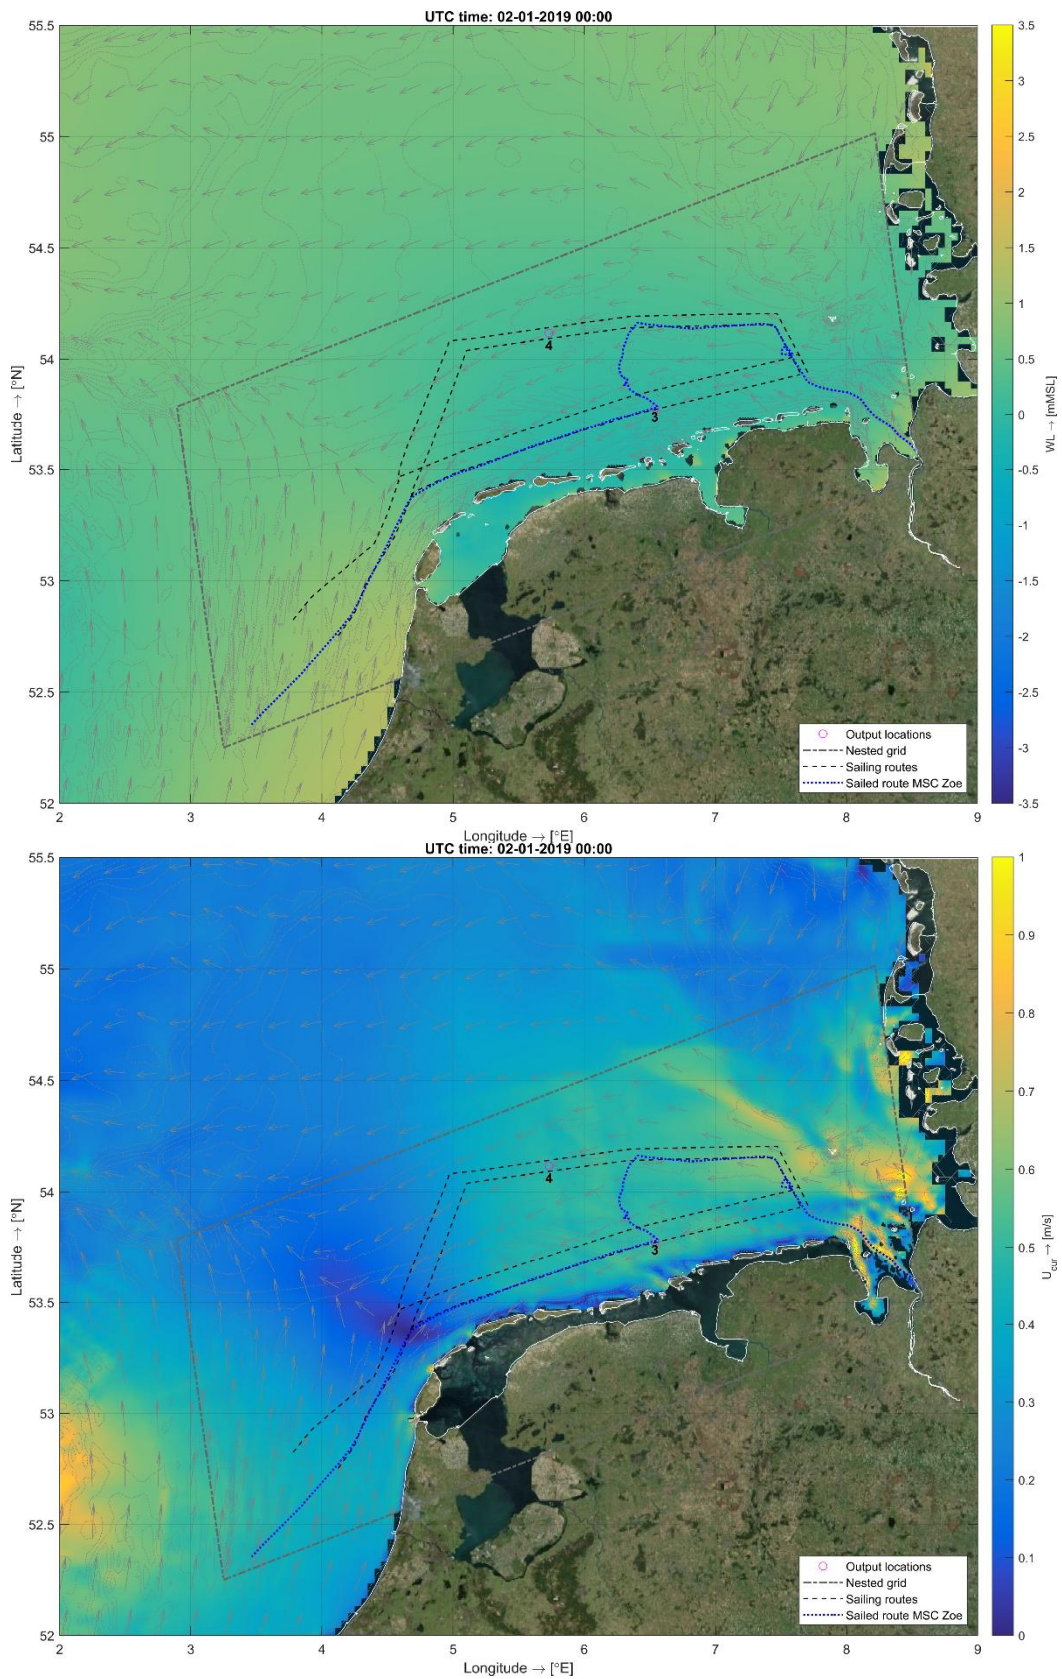 UTC time: 02-01-2019 00:00
55.5
55
54.5
54
53.5
53
52.5
52
Latitude → [°N]
4
3
Output locations
Nested grid
Sailing routes
Sailed route MSC Zoe
2 3 4 5 6 7 8 9
Longitude → [°E]
3.5
3
2.5
2
1.5
1
0.5
0
-0.5
-1
-1.5
-2
-2.5
-3
-3.5
WL → [mMSL]
UTC time: 02-01-2019 00:00
55.5
55
54.5
54
53.5
53
52.5
52
Latitude → [°N]
4
3
Output locations
Nested grid
Sailing routes
Sailed route MSC Zoe
2 3 4 5 6 7 8 9
Longitude → [°E]
1
0.9
0.8
0.7
0.6
0.5
0.4
0.3
0.2
0.1
0
U_cur → [m/s]